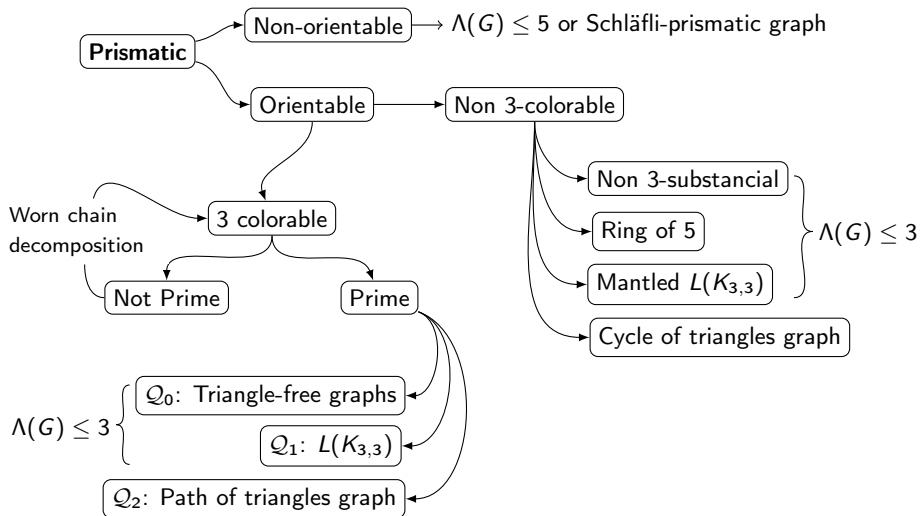 Non-orientable
Λ(G) ≤ 5 or Schläfli-prismatic graph
Prismatic
Orientable
Non 3-colorable
Non 3-substancial
Ring of 5
Mantled L(K₃,₃)
Λ(G) ≤ 3
Cycle of triangles graph
Worn chain
decomposition
3 colorable
Not Prime
Prime
Q₀: Triangle-free graphs
Λ(G) ≤ 3
Q₁: L(K₃,₃)
Q₂: Path of triangles graph